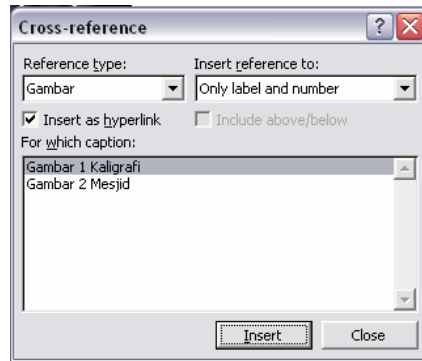 Cross-reference
Reference type: Insert reference to:
Gambar Only label and number
Insert as hyperlink Include above/below
For which caption:
Gambar 1 Kaligrafi
Gambar 2 Mesjid
Insert Close